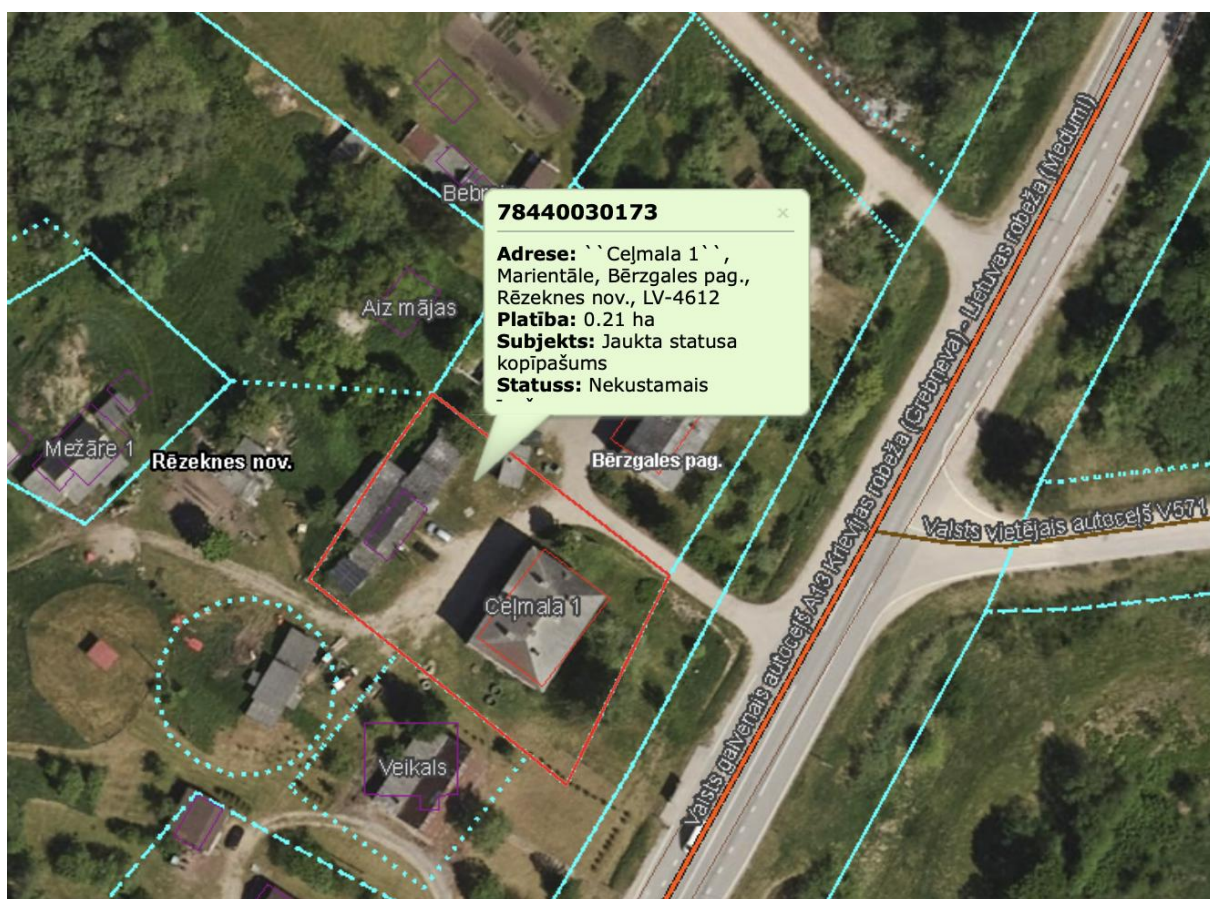 78440030173
×
Adrese: ``Ceļmala 1``,
Marientāle, Bērzgales pag.,
Rēzeknes nov., LV-4612
Platība: 0.21 ha
Subjekts: Jaukta statusa
kopīpašums
Statuss: Nekustamais
Aiz mājas
Mežāre 1
Rēzeknes nov.
Bērzgales pag.
Valsts galvenais autoceļš A13 Krievijas robeža (Grebņeva) - Lietuvas robeža (Medumi)
Valsts vietējais autoceļš V571
Ceļmala 1
Veikals